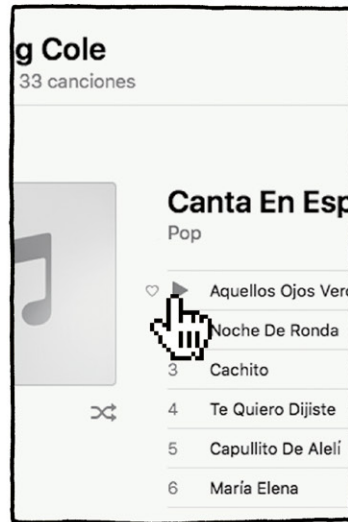 g Cole
33 canciones
Canta En Esp
Pop
Aquellos Ojos Verd
Noche De Ronda
3 Cachito
4 Te Quiero Dijiste
5 Capullito De Alelí
6 María Elena